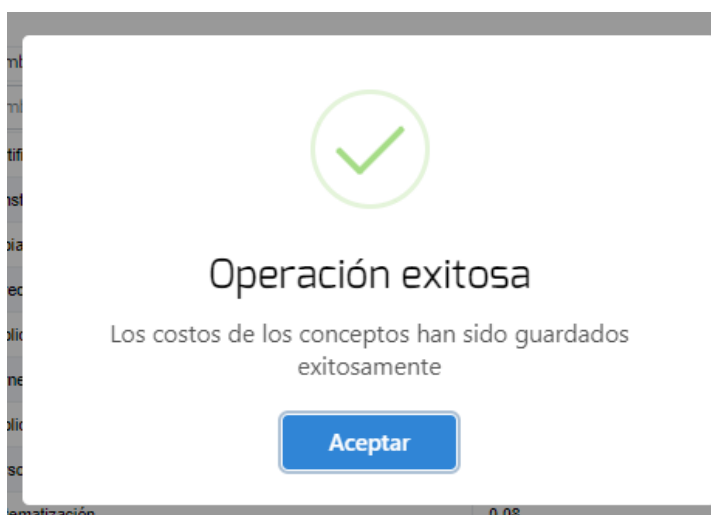 Operación exitosa
Los costos de los conceptos han sido guardados
exitosamente
Aceptar
0.08